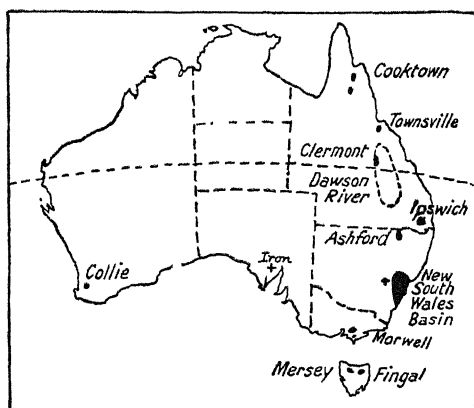 Cooktown
Townsville
Clermont
Dawson
River
Ipswich
Ashford
Iron
Collie
New
South
Wales
Basin
Morwell
Mersey
Fingal